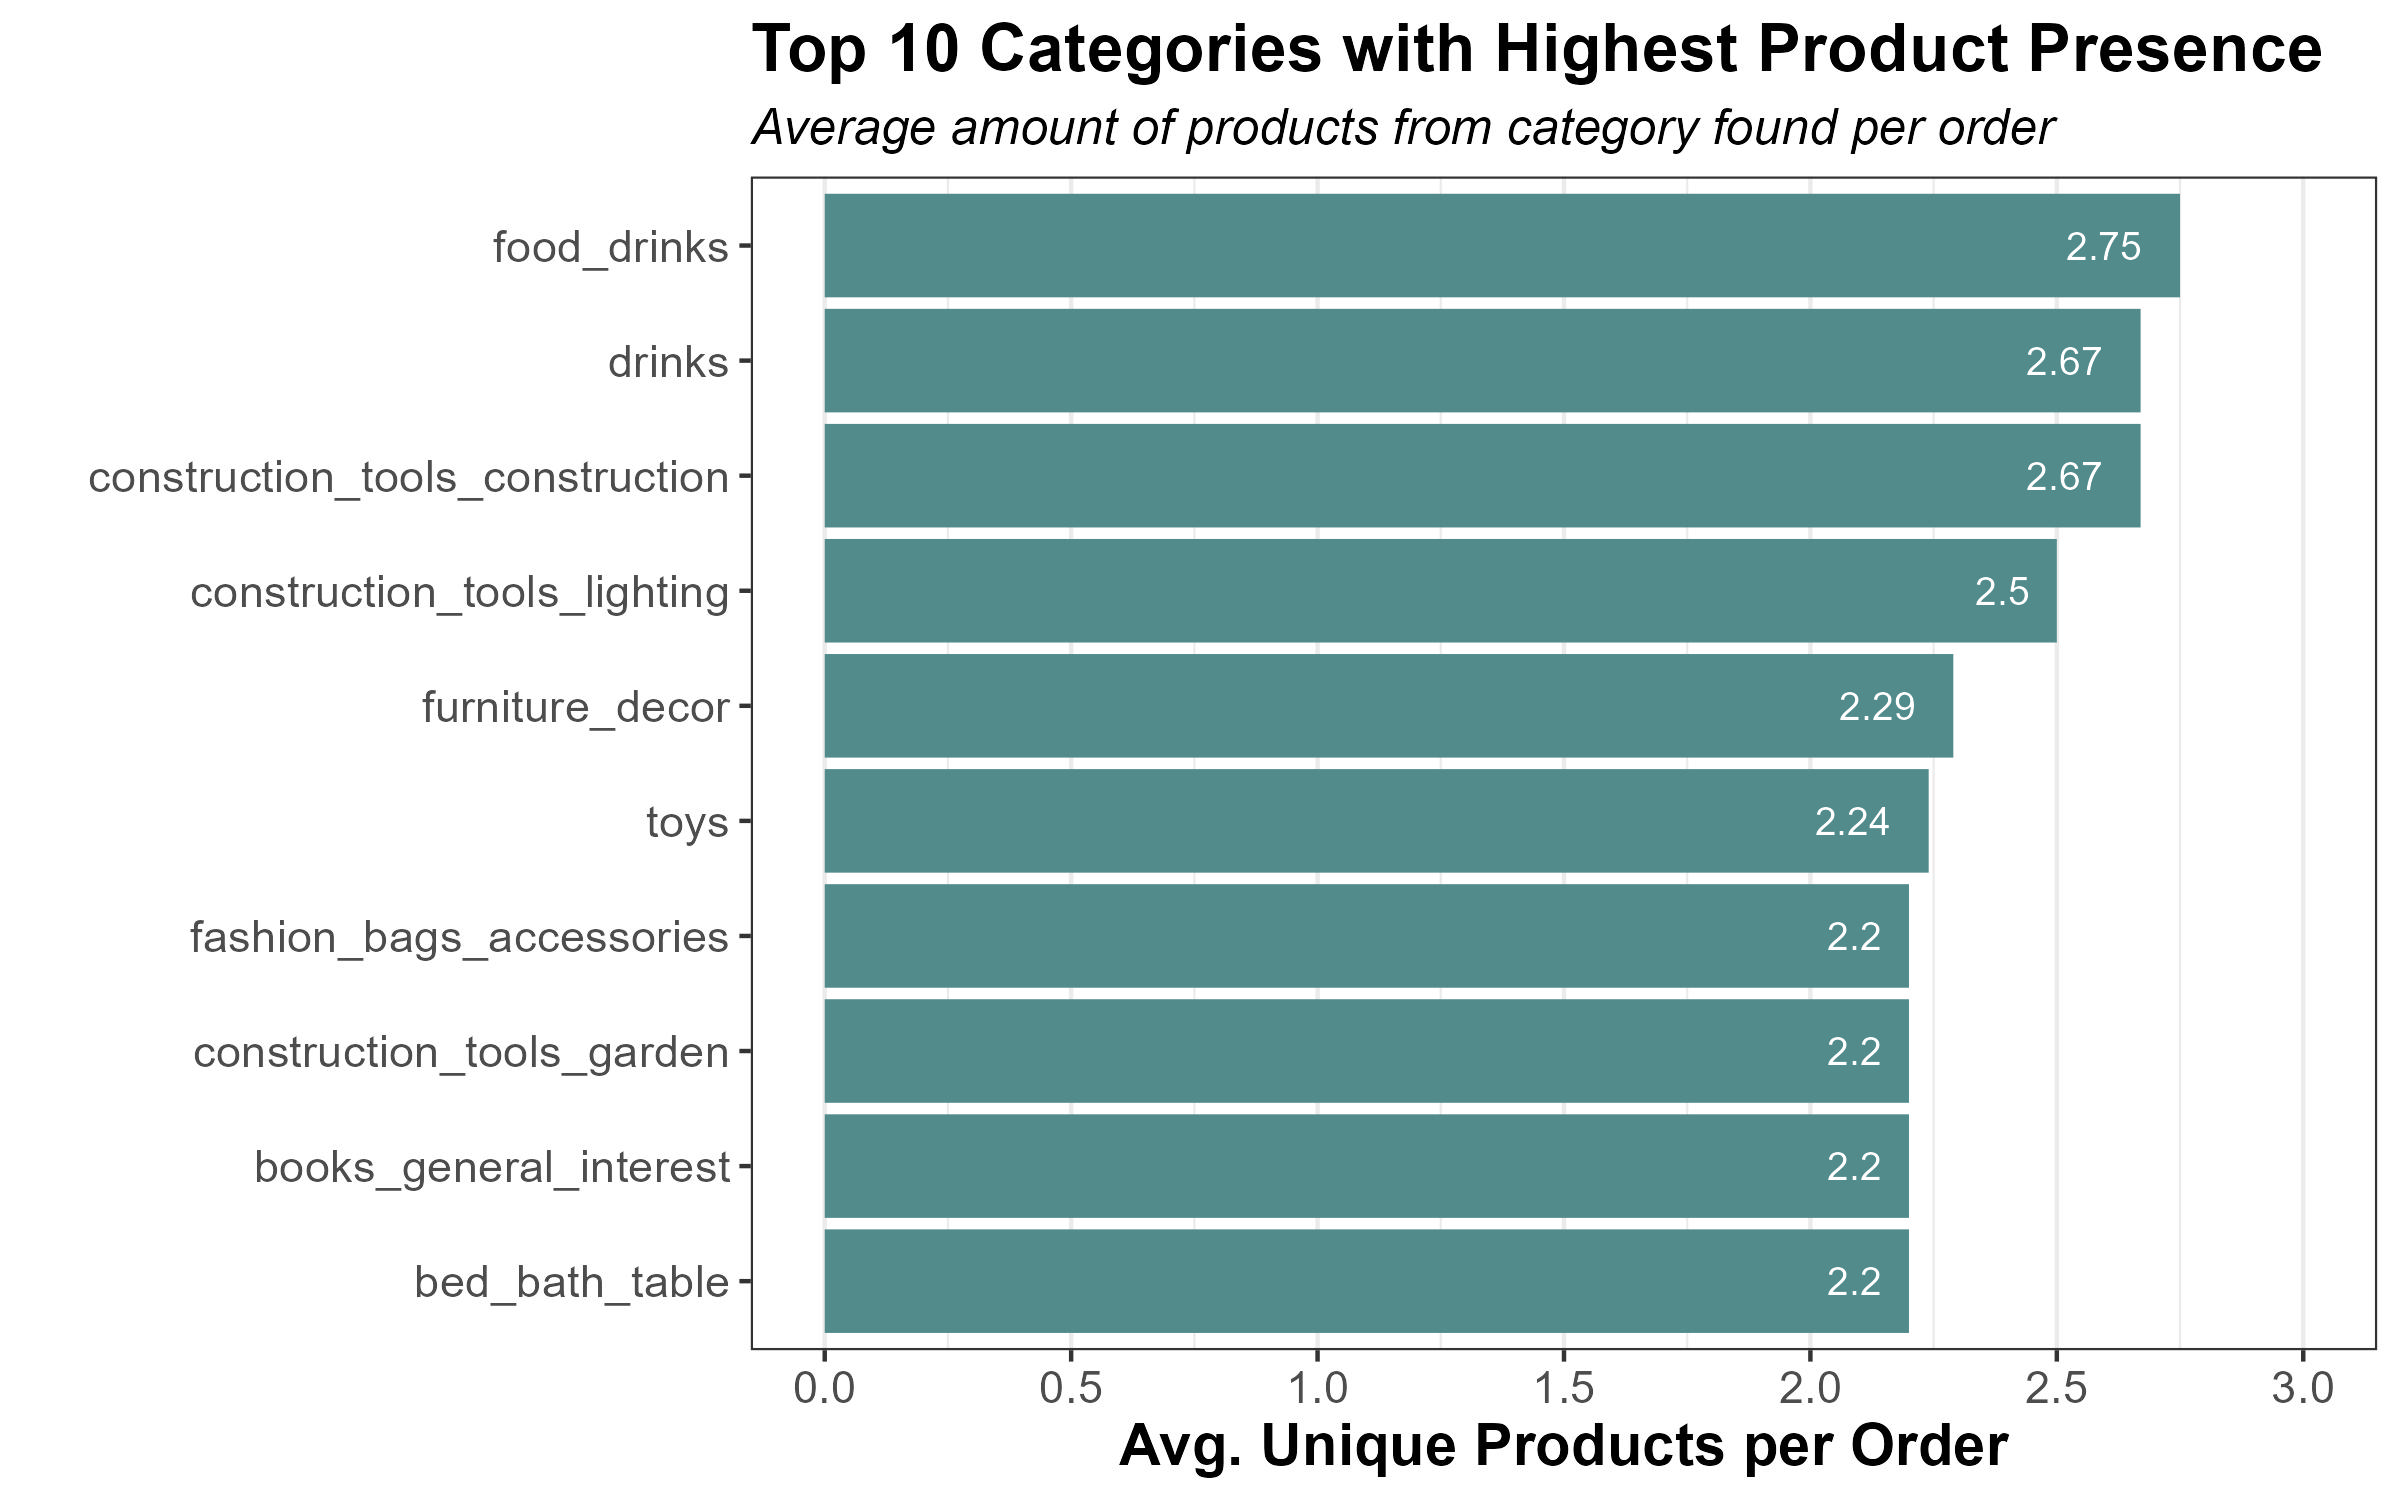 Top 10 Categories with Highest Product Presence
Average amount of products from category found per order
food_drinks 2.75
drinks 2.67
construction_tools_construction 2.67
construction_tools_lighting 2.5
furniture_decor 2.29
toys 2.24
fashion_bags_accessories 2.2
construction_tools_garden 2.2
books_general_interest 2.2
bed_bath_table 2.2
0.0 0.5 1.0 1.5 2.0 2.5 3.0
Avg. Unique Products per Order